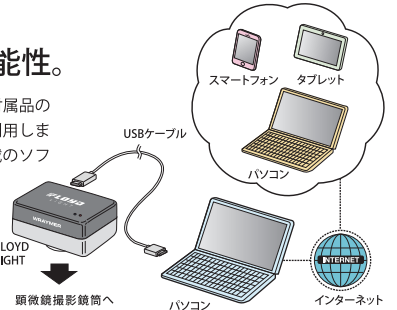 能性。
属品の
用しま
のソフ
スマートフォン
タブレット
パソコン
USBケーブル
FLOYD
WRAYMER
LOYD
IGHT
顕微鏡撮影鏡筒へ
パソコン
INTERNET
インターネット